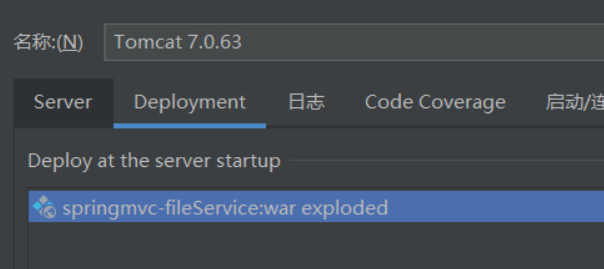 名称:(N) Tomcat 7.0.63
Server Deployment 日志 Code Coverage 启动/连
Deploy at the server startup
springmvc-fileService:war exploded